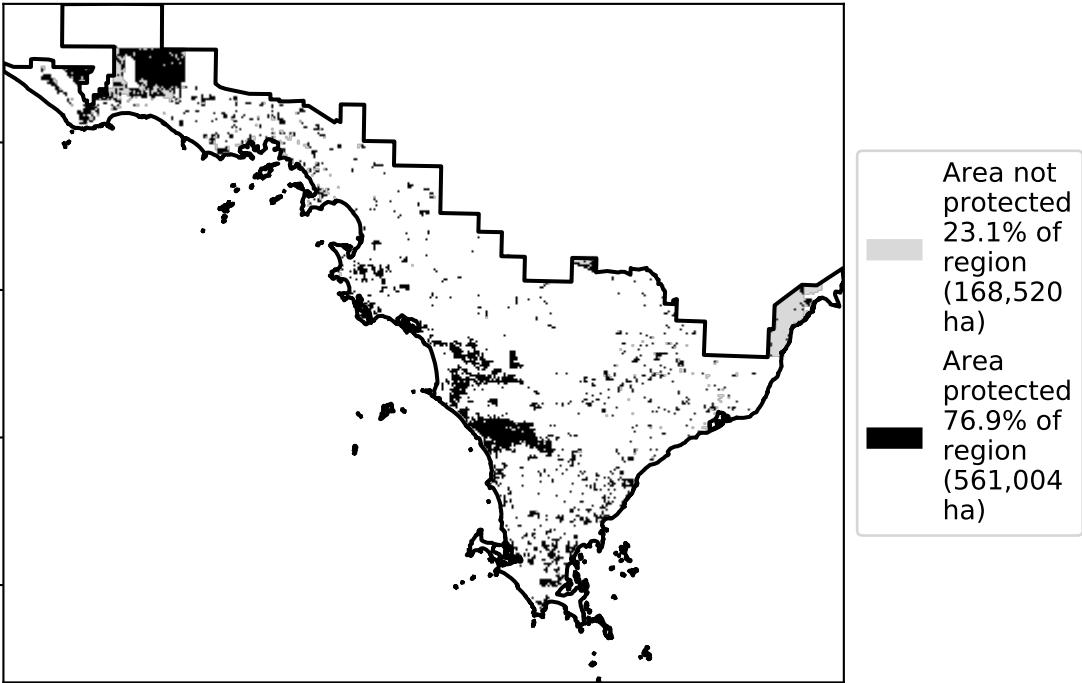 Area not
protected
23.1% of
region
(168,520
ha)
Area
protected
76.9% of
region
(561,004
ha)